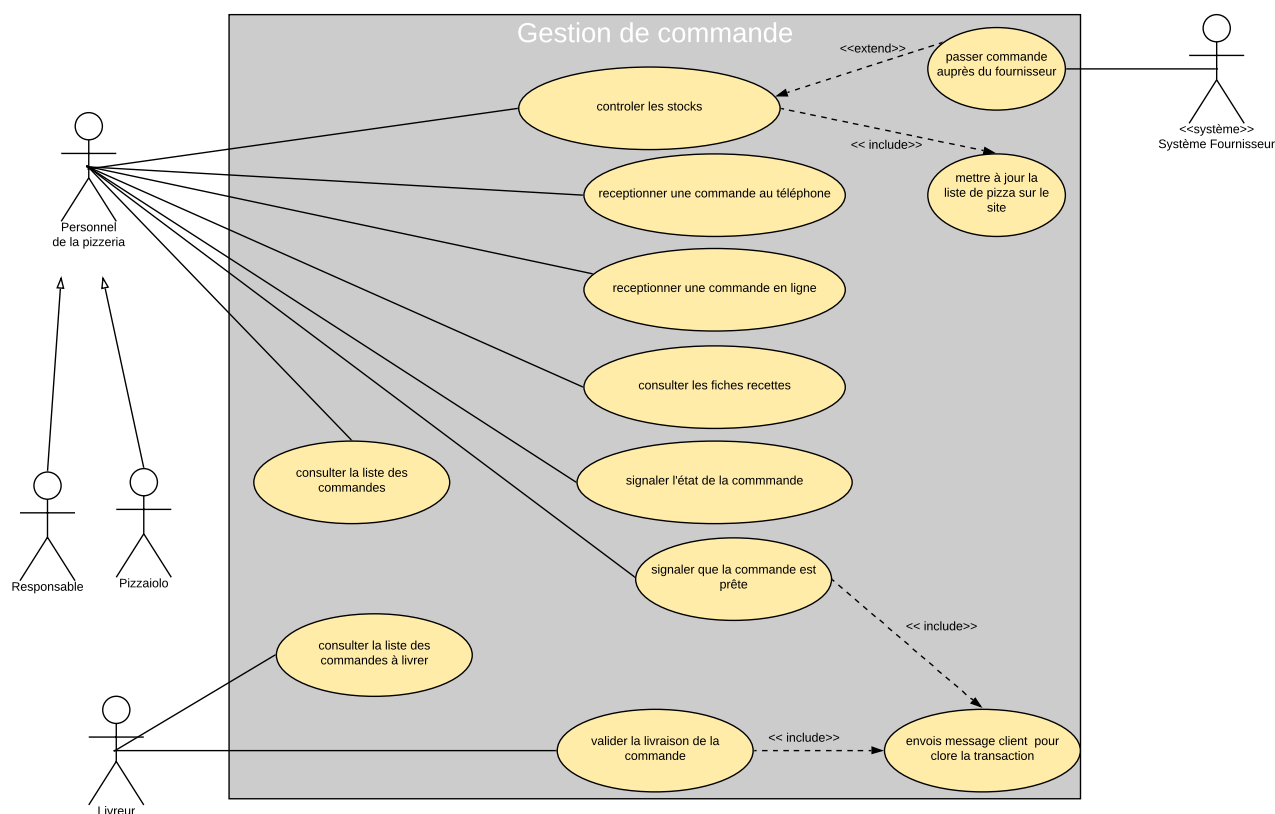 Gestion de commande
<<extend>>
passer commande
auprès du fournisseur
controler les stocks
<<système>>
Système Fournisseur
<< include>>
mettre à jour la
liste de pizza sur le
site
receptionner une commande au téléphone
Personnel
de la pizzeria
receptionner une commande en ligne
consulter les fiches recettes
consulter la liste des
commandes
signaler l'état de la commmande
signaler que la commande est
prête
Responsable
Pizzaiolo
<< include>>
consulter la liste des
commandes à livrer
valider la livraison de la
commande
<< include>>
envois message client  pour
clore la transaction
Livreur